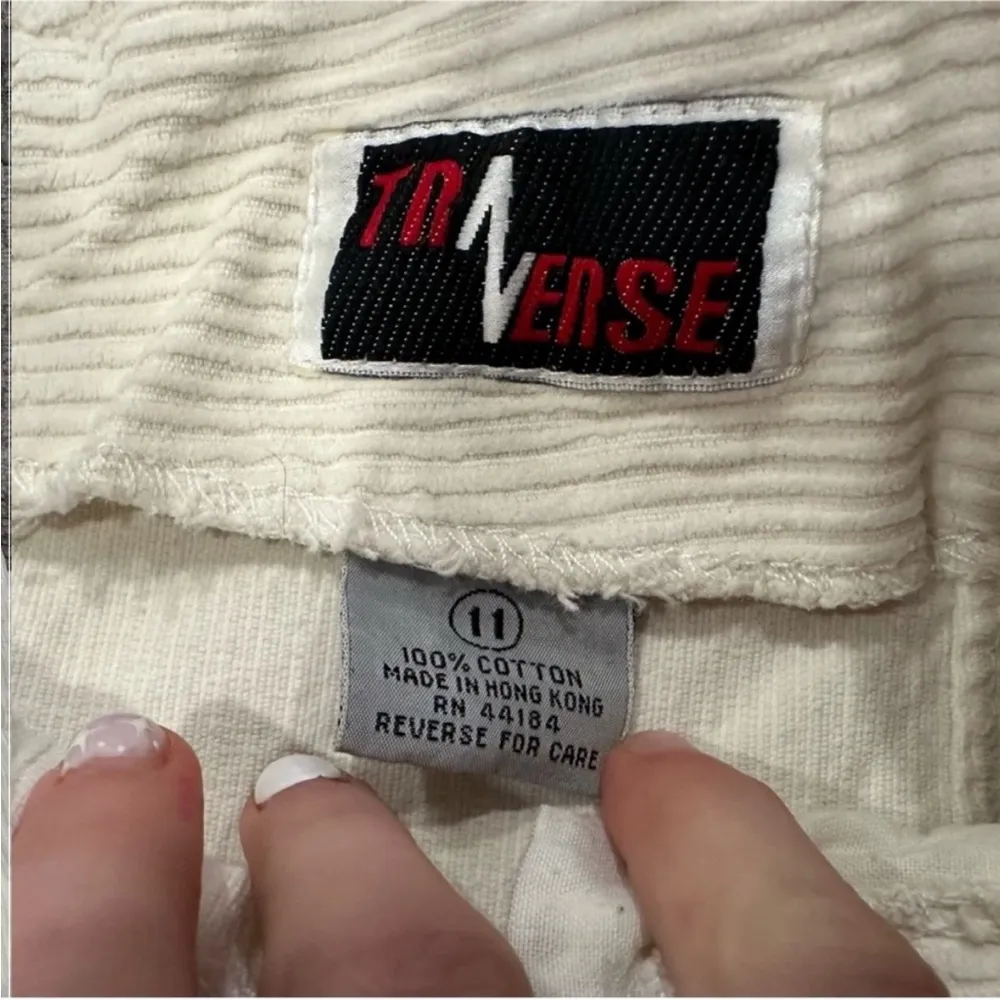 TRAVERSE
11
100% COTTON
MADE IN HONG KONG
RN 44184
REVERSE FOR CARE